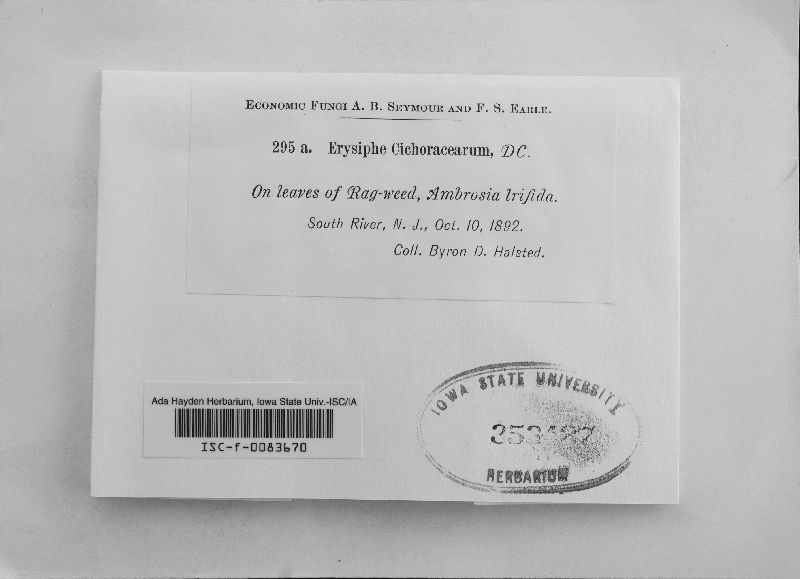 Economic Fungi A. B. Seymour and F. S. Earle.
295 a. Erysiphe Cichoracearum, DC.
On leaves of Rag-weed, Ambrosia trifida.
South River, N. J., Oct. 10, 1892.
Coll. Byron D. Halsted.
Ada Hayden Herbarium, Iowa State Univ.-ISC/IA
ISC-f-0083670
IOWA STATE UNIVERSITY
353487
HERBARIUM